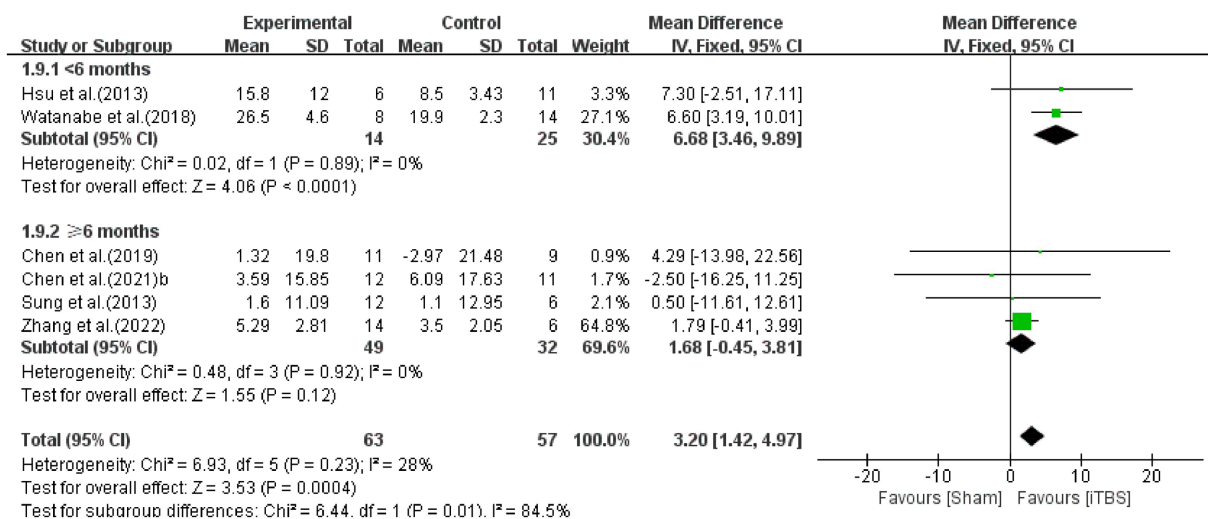 Experimental Control Mean Difference Mean Difference
Study or Subgroup Mean SD Total Mean SD Total Weight IV, Fixed, 95% CI IV, Fixed, 95% CI
1.9.1 <6 months
Hsu et al.(2013) 15.8 12 6 8.5 3.43 11 3.3% 7.30 [-2.51, 17.11]
Watanabe et al.(2018) 26.5 4.6 8 19.9 2.3 14 27.1% 6.60 [3.19, 10.01]
Subtotal (95% CI) 14 25 30.4% 6.68 [3.46, 9.89]
Heterogeneity: Chi² = 0.02, df = 1 (P = 0.89); I² = 0%
Test for overall effect: Z = 4.06 (P < 0.0001)
1.9.2 ⩾6 months
Chen et al.(2019) 1.32 19.8 11 -2.97 21.48 9 0.9% 4.29 [-13.98, 22.56]
Chen et al.(2021)b 3.59 15.85 12 6.09 17.63 11 1.7% -2.50 [-16.25, 11.25]
Sung et al.(2013) 1.6 11.09 12 1.1 12.95 6 2.1% 0.50 [-11.61, 12.61]
Zhang et al.(2022) 5.29 2.81 14 3.5 2.05 6 64.8% 1.79 [-0.41, 3.99]
Subtotal (95% CI) 49 32 69.6% 1.68 [-0.45, 3.81]
Heterogeneity: Chi² = 0.48, df = 3 (P = 0.92); I² = 0%
Test for overall effect: Z = 1.55 (P = 0.12)
Total (95% CI) 63 57 100.0% 3.20 [1.42, 4.97]
Heterogeneity: Chi² = 6.93, df = 5 (P = 0.23); I² = 28%
Test for overall effect: Z = 3.53 (P = 0.0004)
Test for subgroup differences: Chi² = 6.44, df = 1 (P = 0.01), I² = 84.5%
-20 -10 0 10 20
Favours [Sham] Favours [iTBS]